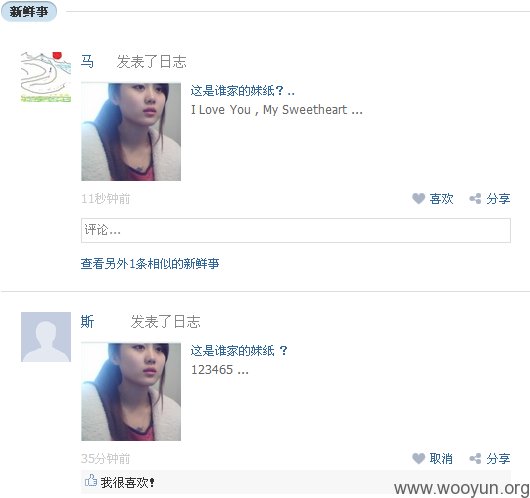 新鲜事
马 发表了日志
这是谁家的妹纸？..
I Love You , My Sweetheart ...
11秒钟前 喜欢 分享
评论...
查看另外1条相似的新鲜事
斯 发表了日志
这是谁家的妹纸 ？
123465 ...
35分钟前 取消 分享
我很喜欢!
www.wooyun.org